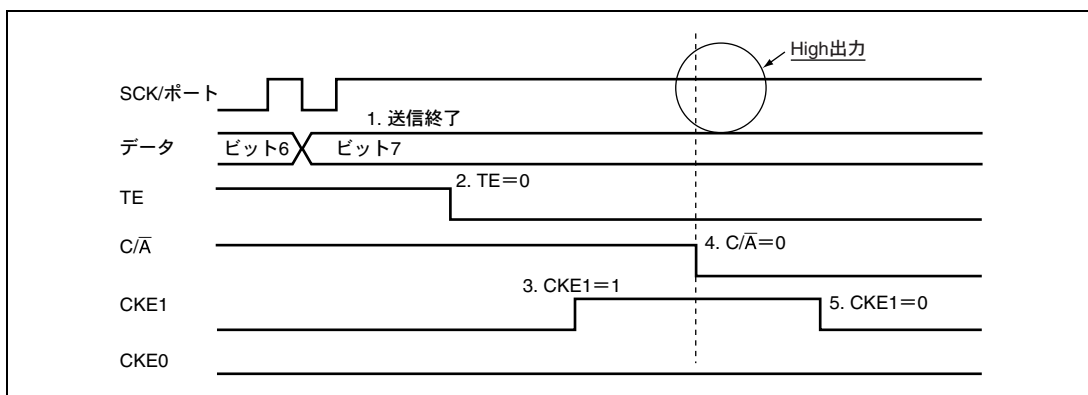 High出力
SCK/ポート
1. 送信終了
データ
ビット6
ビット7
TE
2. TE＝0
C/A̅
4. C/A̅＝0
3. CKE1＝1
CKE1
5. CKE1＝0
CKE0